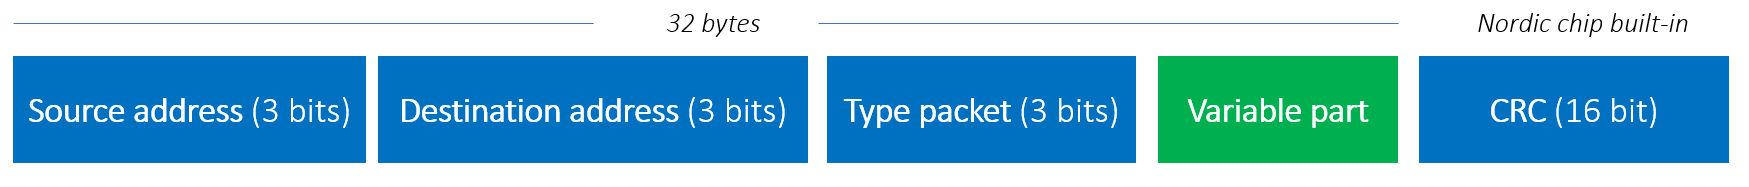 32 bytes
Nordic chip built-in
Source address (3 bits)
Destination address (3 bits)
Type packet (3 bits)
Variable part
CRC (16 bit)